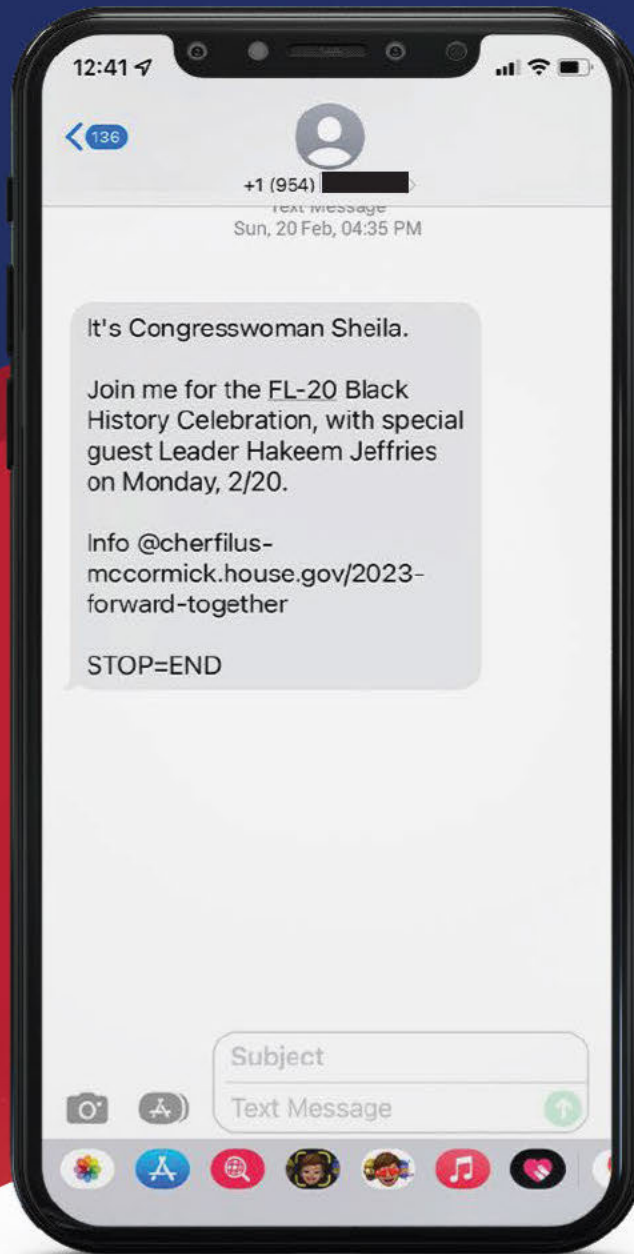 12:41
136
+1 (954)
Text Message
Sun, 20 Feb, 04:35 PM
It's Congresswoman Sheila.
Join me for the FL-20 Black
History Celebration, with special
guest Leader Hakeem Jeffries
on Monday, 2/20.
Info @cherfilus-
mccormick.house.gov/2023-
forward-together
STOP=END
Subject
Text Message